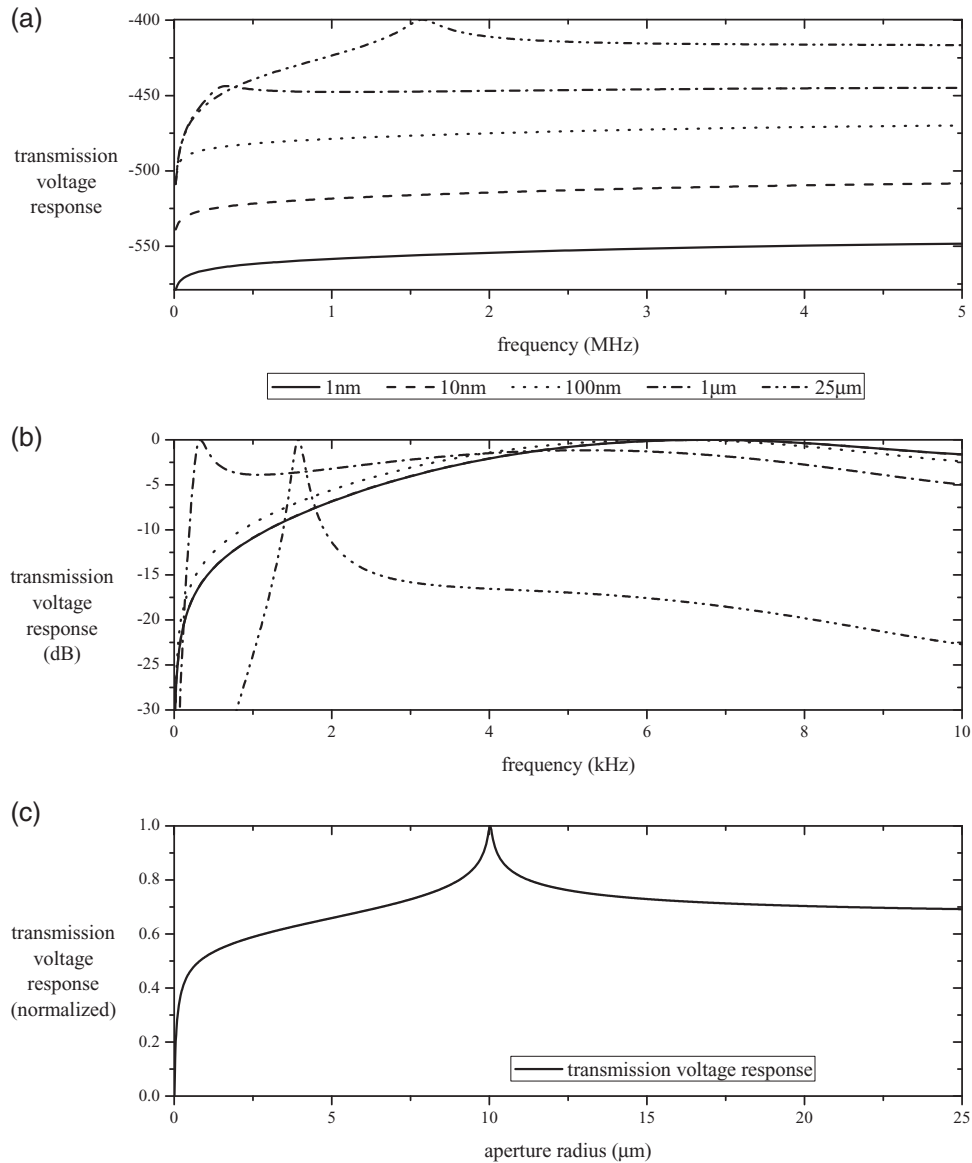 (a)
-400
-450
-500
-550
transmission
voltage
response
0 1 2 3 4 5
frequency (MHz)
1nm 10nm 100nm 1μm 25μm
(b)
0
-5
-10
-15
-20
-25
-30
transmission
voltage
response
(dB)
0 2 4 6 8 10
frequency (kHz)
(c)
1.0
0.8
0.6
0.4
0.2
0.0
transmission
voltage
response
(normalized)
transmission voltage response
0 5 10 15 20 25
aperture radius (μm)